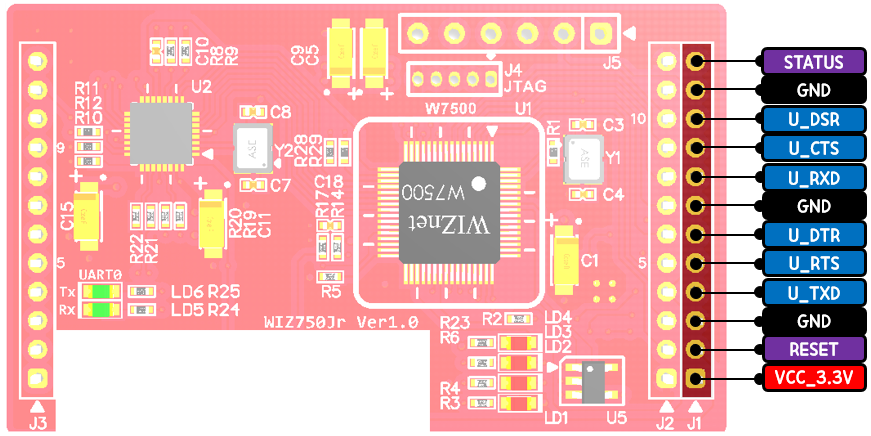 C10
R8
R9
C9
C5
J5
STATUS
J4
JTAG
GND
R11
R12
R10
U2
C8
W7500
U1
R1
C3
10
U_DSR
9
ASE
Y2
R28
R29
ASE
Y1
U_CTS
C7
C18
R17
R14
W7500
WIZnet
C4
U_RXD
GND
C15
R22
R21
R20
R19
C11
C1
U_DTR
5
5
U_RTS
UART0
Tx
LD6 R25
R5
U_TXD
Rx
LD5 R24
WIZ750Jr Ver1.0
R23
R6
R2
LD4
LD3
LD2
GND
RESET
R4
R3
LD1
U5
VCC_3.3V
J3
J2
J1